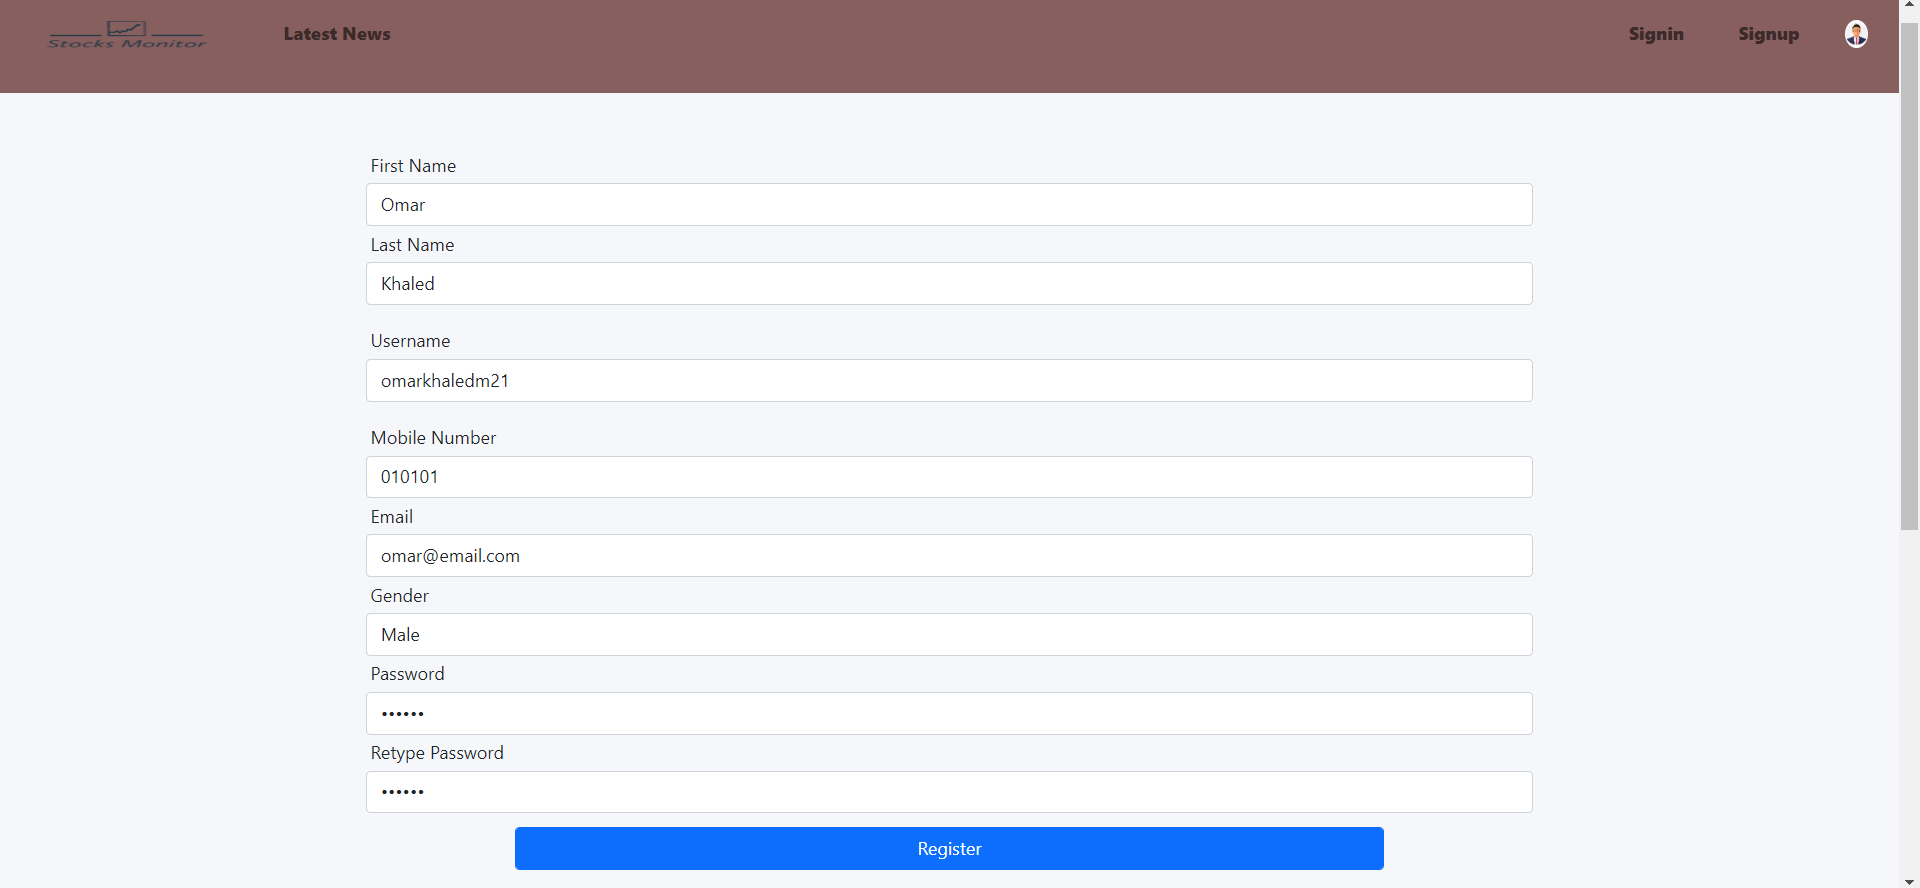 Stocks Monitor
Latest News
Signin
Signup
First Name
Omar
Last Name
Khaled
Username
omarkhaledm21
Mobile Number
010101
Email
omar@email.com
Gender
Male
Password
••••••
Retype Password
••••••
Register